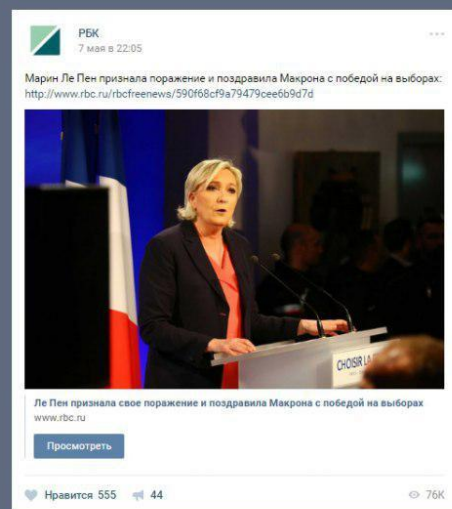 РБК
7 мая в 22:05
Марин Ле Пен признала поражение и поздравила Макрона с победой на выборах:
http://www.rbc.ru/rbcfreenews/590f68cf9a79479cee6b9d7d
CHOISIR LA
Ле Пен признала свое поражение и поздравила Макрона с победой на выборах
www.rbc.ru
Просмотреть
Нравится 555 44 76K